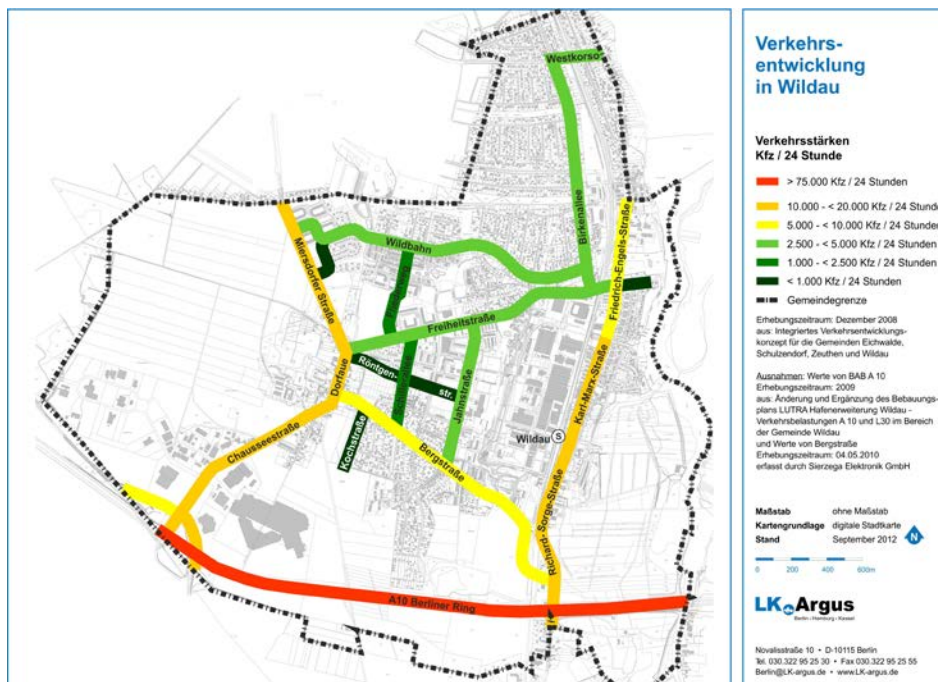 Westkorso
Birkenallee
Miersdorfer Straße
Wildbahn
Friedrich-Engels-Straße
Freiheitstraße
Röntgen-
str.
Dorfaue
Jahnstraße
Karl-Marx-Straße
Kochstraße
Wildau S
Chausseestraße
Bergstraße
Richard-Sorge-Straße
A10 Berliner Ring
Verkehrs-
entwicklung
in Wildau
Verkehrsstärken
Kfz / 24 Stunde
> 75.000 Kfz / 24 Stunden
10.000 - < 20.000 Kfz / 24 Stunde
5.000 - < 10.000 Kfz / 24 Stunden
2.500 - < 5.000 Kfz / 24 Stunden
1.000 - < 2.500 Kfz / 24 Stunden
< 1.000 Kfz / 24 Stunden
Gemeindegrenze
Erhebungszeitraum: Dezember 2008
aus: Integriertes Verkehrsentwicklungs-
konzept für die Gemeinden Eichwalde,
Schulzendorf, Zeuthen und Wildau
Ausnahmen: Werte von BAB A 10
Erhebungszeitraum: 2009
aus: Änderung und Ergänzung des Bebauungs-
plans LUTRA Hafenerweiterung Wildau -
Verkehrsbelastungen A 10 und L30 im Bereich
der Gemeinde Wildau
und Werte von Bergstraße
Erhebungszeitraum: 04.05.2010
erfasst durch Sierzega Elektronik GmbH
Maßstab ohne Maßstab
Kartengrundlage digitale Stadtkarte
Stand September 2012 N
0 200 400 600m
LK Argus
Berlin • Hamburg • Kassel
Novalisstraße 10 • D-10115 Berlin
Tel. 030.322 95 25 30 • Fax 030.322 95 25 55
Berlin@LK-argus.de • www.LK-argus.de